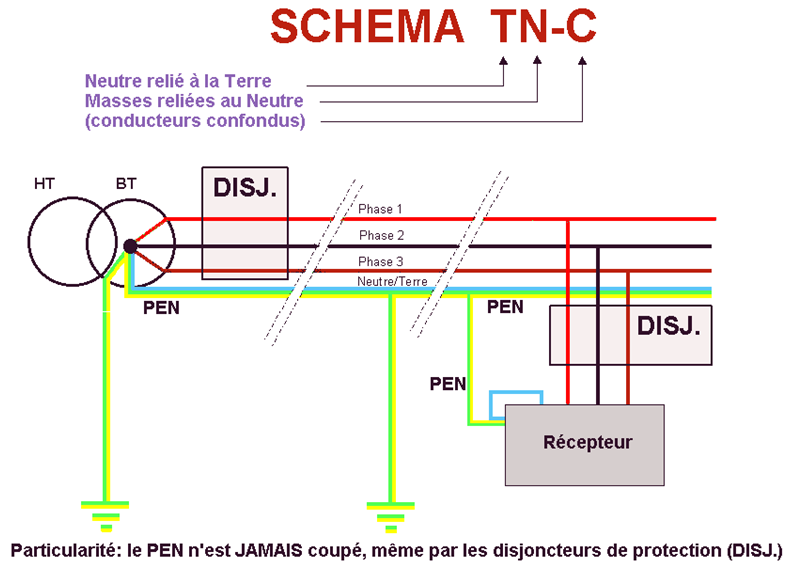 SCHEMA TN-C
Neutre relié à la Terre
Masses reliées au Neutre
(conducteurs confondus)
HT
BT
DISJ.
Phase 1
Phase 2
Phase 3
Neutre/Terre
PEN
PEN
DISJ.
PEN
Récepteur
Particularité: le PEN n'est JAMAIS coupé, même par les disjoncteurs de protection (DISJ.)